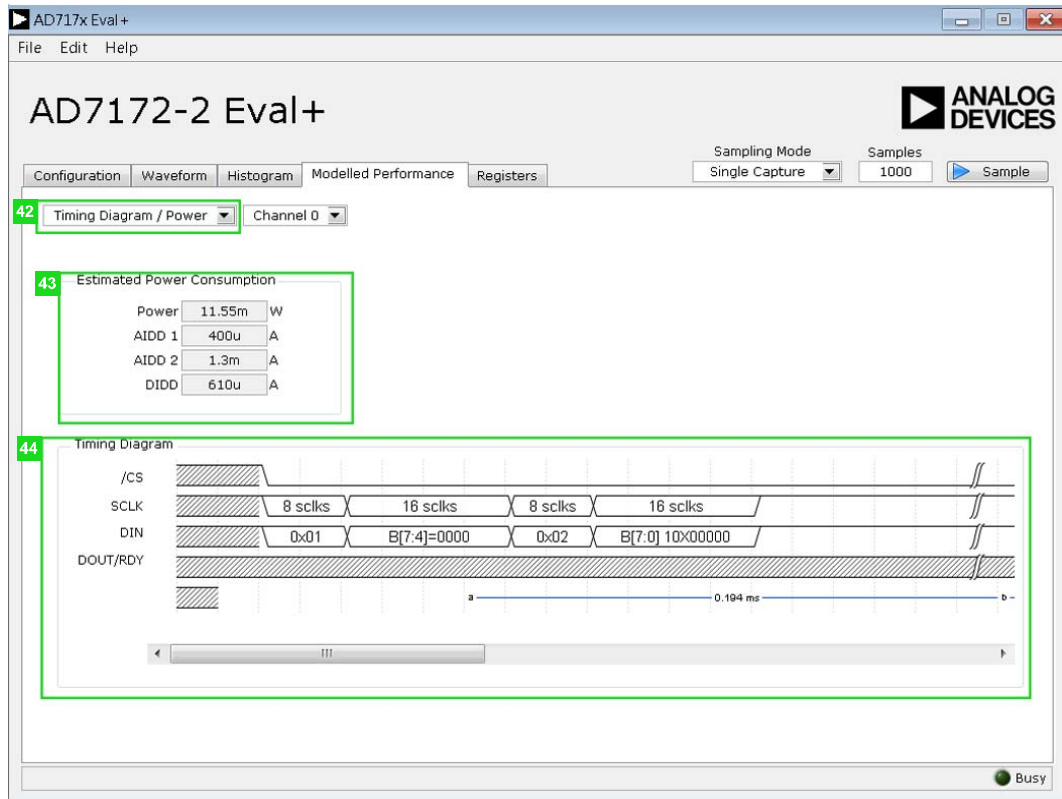 AD717x Eval+
File Edit Help
AD7172-2 Eval+
ANALOG
DEVICES
Sampling Mode Samples
Configuration Waveform Histogram Modelled Performance Registers Single Capture 1000 Sample
42 Timing Diagram / Power Channel 0
43 Estimated Power Consumption
Power 11.55m W
AIDD 1 400u A
AIDD 2 1.3m A
DIDD 610u A
44 Timing Diagram
/CS
SCLK 8 sclks 16 sclks 8 sclks 16 sclks
DIN 0x01 B[7:4]=0000 0x02 B[7:0] 10X00000
DOUT/RDY
a 0.194 ms b
Busy